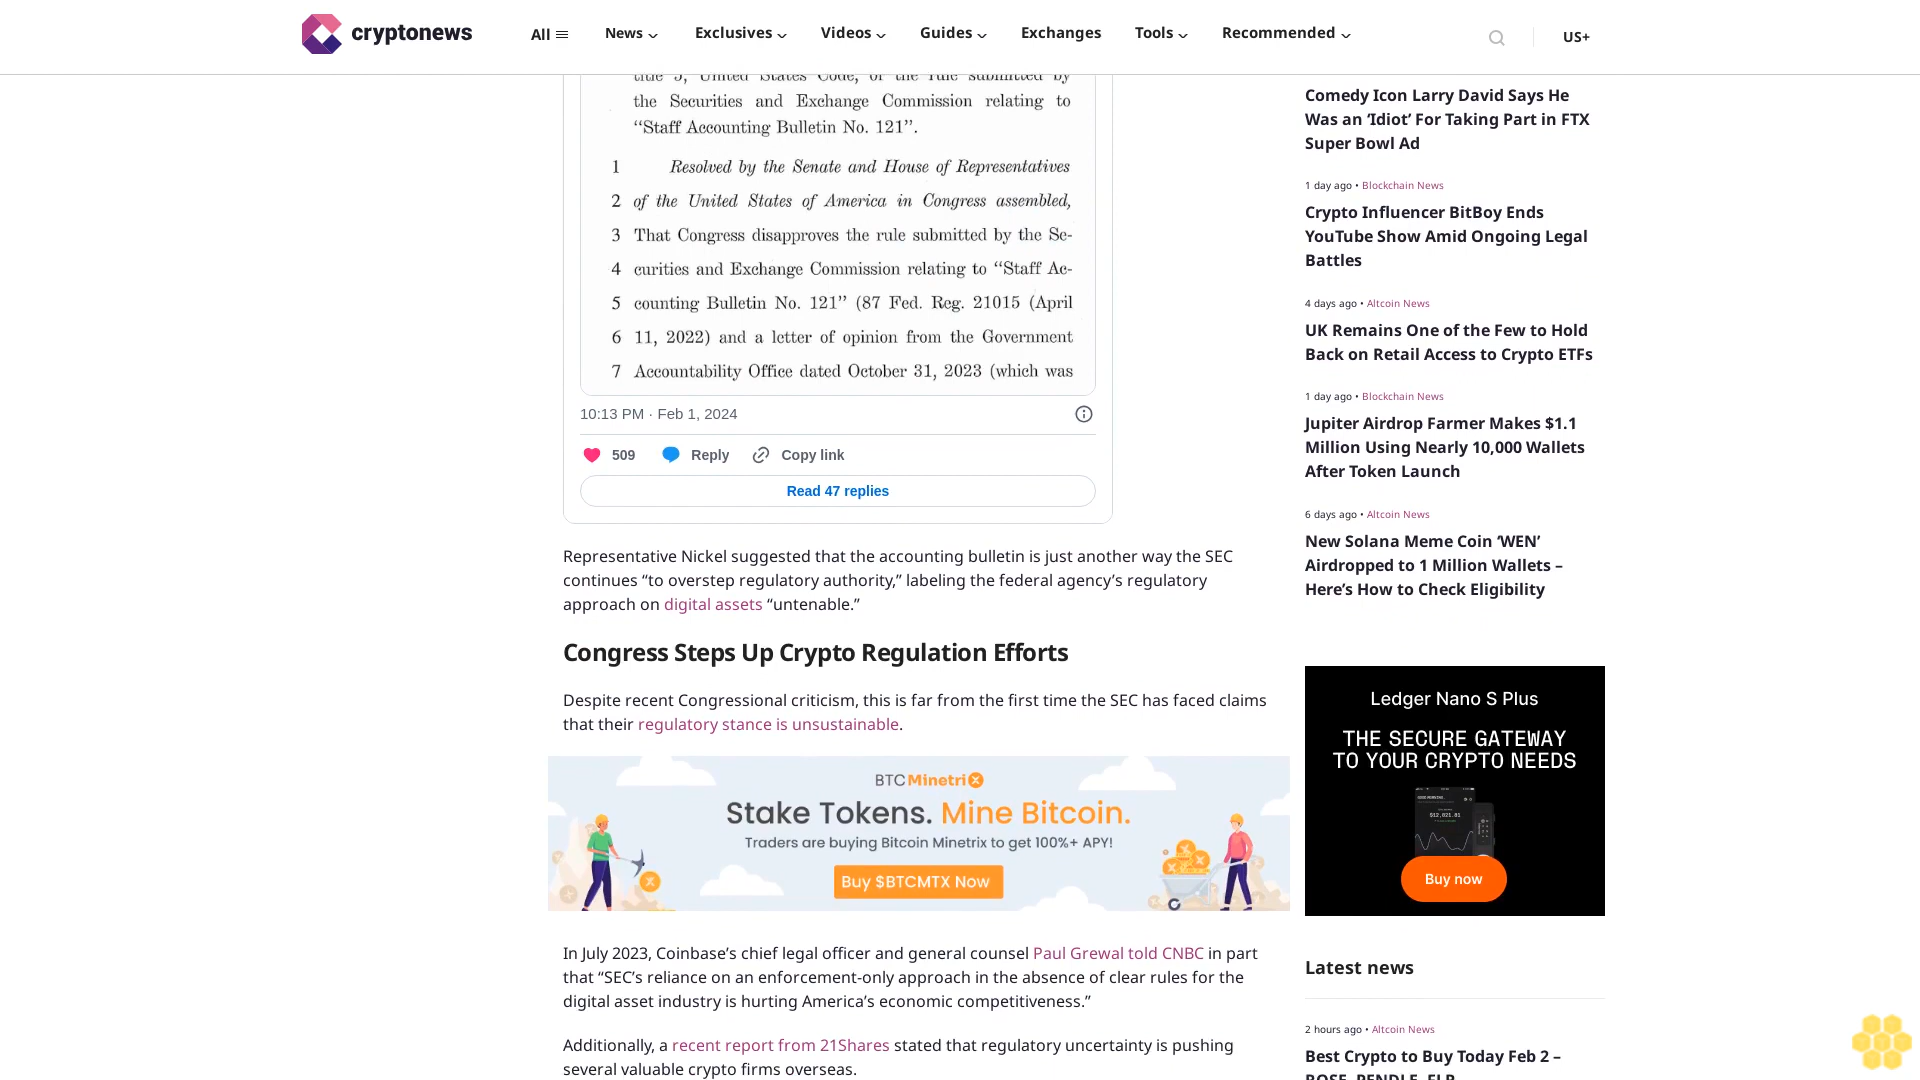 cryptonews
All
News
Exclusives
Videos
Guides
Exchanges
Tools
Recommended
US+
title 5, United States Code, of the rule submitted by
the Securities and Exchange Commission relating to
“Staff Accounting Bulletin No. 121”.
1 Resolved by the Senate and House of Representatives
2 of the United States of America in Congress assembled,
3 That Congress disapproves the rule submitted by the Se-
4 curities and Exchange Commission relating to “Staff Ac-
5 counting Bulletin No. 121” (87 Fed. Reg. 21015 (April
6 11, 2022) and a letter of opinion from the Government
7 Accountability Office dated October 31, 2023 (which was
10:13 PM · Feb 1, 2024
509
Reply
Copy link
Read 47 replies
Representative Nickel suggested that the accounting bulletin is just another way the SEC
continues “to overstep regulatory authority,” labeling the federal agency’s regulatory
approach on digital assets “untenable.”
Congress Steps Up Crypto Regulation Efforts
Despite recent Congressional criticism, this is far from the first time the SEC has faced claims
that their regulatory stance is unsustainable.
BTC Minetrix
Stake Tokens. Mine Bitcoin.
Traders are buying Bitcoin Minetrix to get 100%+ APY!
Buy $BTCMTX Now
In July 2023, Coinbase’s chief legal officer and general counsel Paul Grewal told CNBC in part
that “SEC’s reliance on an enforcement-only approach in the absence of clear rules for the
digital asset industry is hurting America’s economic competitiveness.”
Additionally, a recent report from 21Shares stated that regulatory uncertainty is pushing
several valuable crypto firms overseas.
Comedy Icon Larry David Says He
Was an ‘Idiot’ For Taking Part in FTX
Super Bowl Ad
1 day ago • Blockchain News
Crypto Influencer BitBoy Ends
YouTube Show Amid Ongoing Legal
Battles
4 days ago • Altcoin News
UK Remains One of the Few to Hold
Back on Retail Access to Crypto ETFs
1 day ago • Blockchain News
Jupiter Airdrop Farmer Makes $1.1
Million Using Nearly 10,000 Wallets
After Token Launch
6 days ago • Altcoin News
New Solana Meme Coin ‘WEN’
Airdropped to 1 Million Wallets –
Here’s How to Check Eligibility
Ledger Nano S Plus
THE SECURE GATEWAY
TO YOUR CRYPTO NEEDS
$12,821.81
Buy now
Latest news
2 hours ago • Altcoin News
Best Crypto to Buy Today Feb 2 –
ROSE, PENDLE, FLR